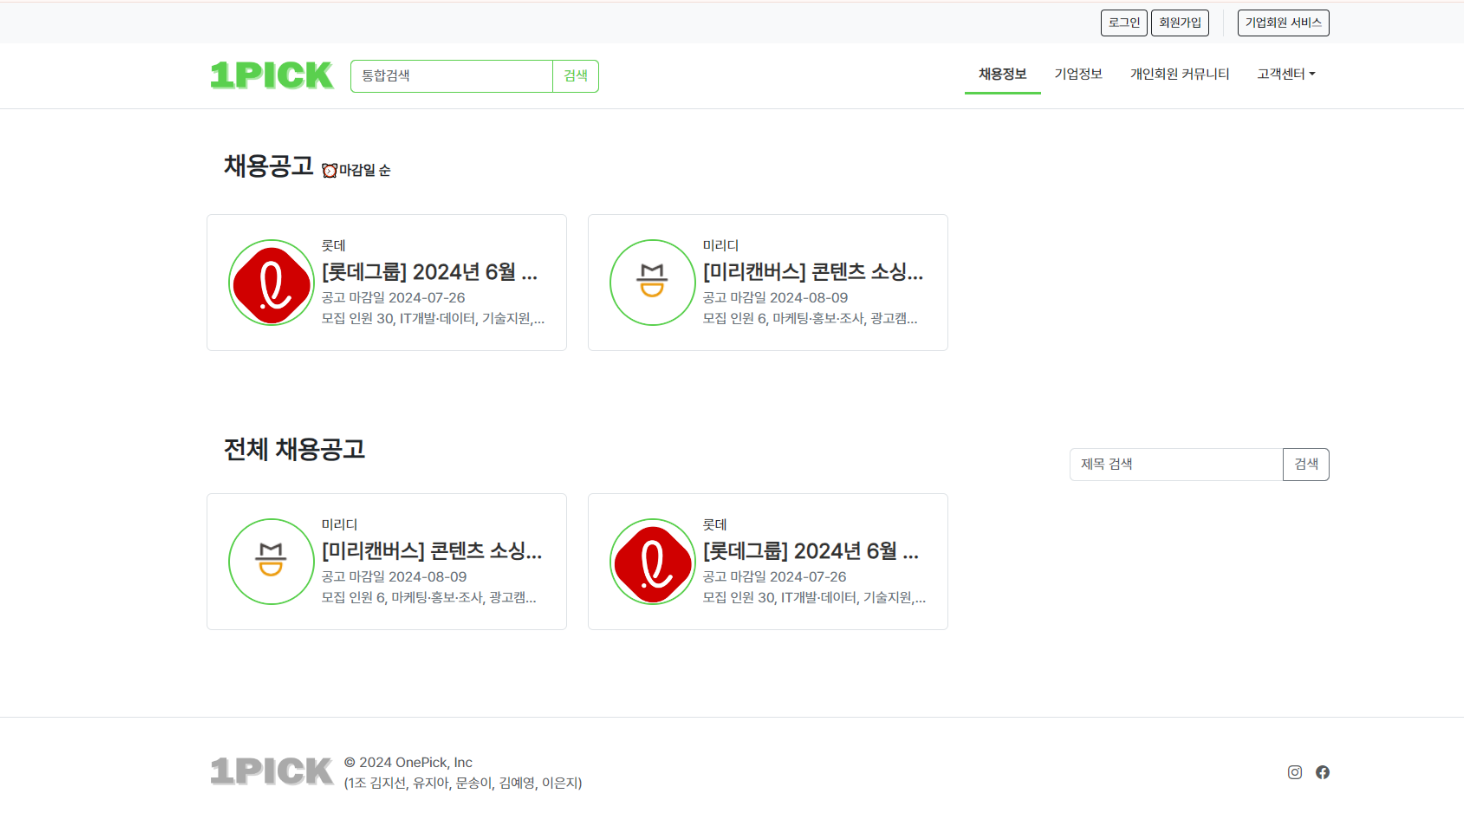 로그인 회원가입 기업회원 서비스
1PICK 통합검색 검색 채용정보 기업정보 개인회원 커뮤니티 고객센터
채용공고 ⏰마감일 순
롯데
[롯데그룹] 2024년 6월 ...
공고 마감일 2024-07-26
모집 인원 30, IT개발·데이터, 기술지원,...
미리디
[미리캔버스] 콘텐츠 소싱...
공고 마감일 2024-08-09
모집 인원 6, 마케팅·홍보·조사, 광고캠...
전체 채용공고
제목 검색 검색
미리디
[미리캔버스] 콘텐츠 소싱...
공고 마감일 2024-08-09
모집 인원 6, 마케팅·홍보·조사, 광고캠...
롯데
[롯데그룹] 2024년 6월 ...
공고 마감일 2024-07-26
모집 인원 30, IT개발·데이터, 기술지원,...
1PICK © 2024 OnePick, Inc
(1조 김지선, 유지아, 문송이, 김예영, 이은지)